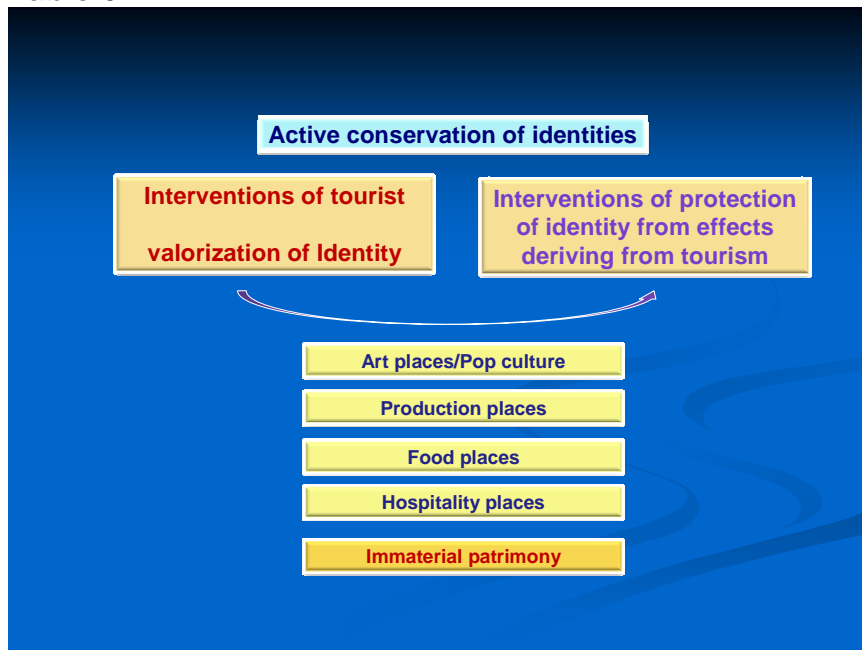 Active conservation of identities
Interventions of tourist
valorization of Identity
Interventions of protection
of identity from effects
deriving from tourism
Art places/Pop culture
Production places
Food places
Hospitality places
Immaterial patrimony